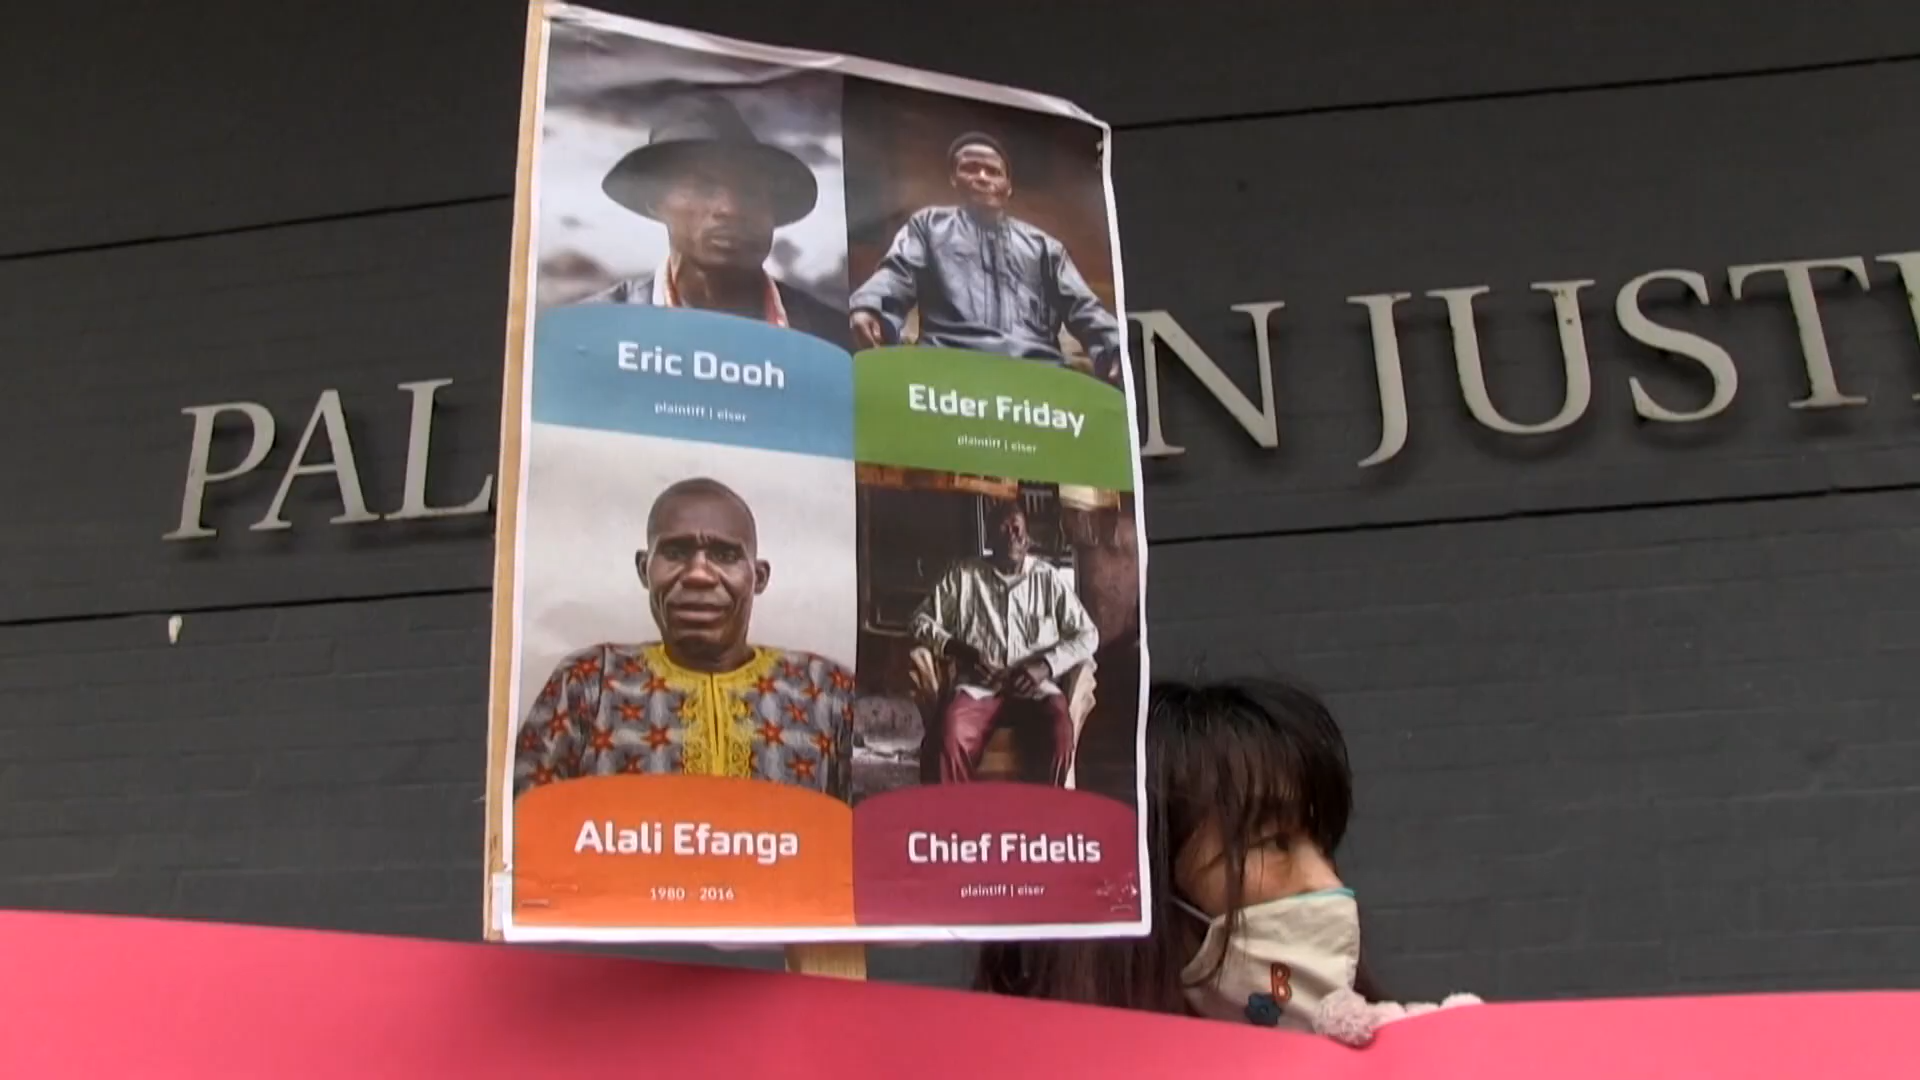 PAL N JUST
Eric Dooh
plaintiff | eiser
Elder Friday
plaintiff | eiser
Alali Efanga
1980 2016
Chief Fidelis
plaintiff | eiser
B